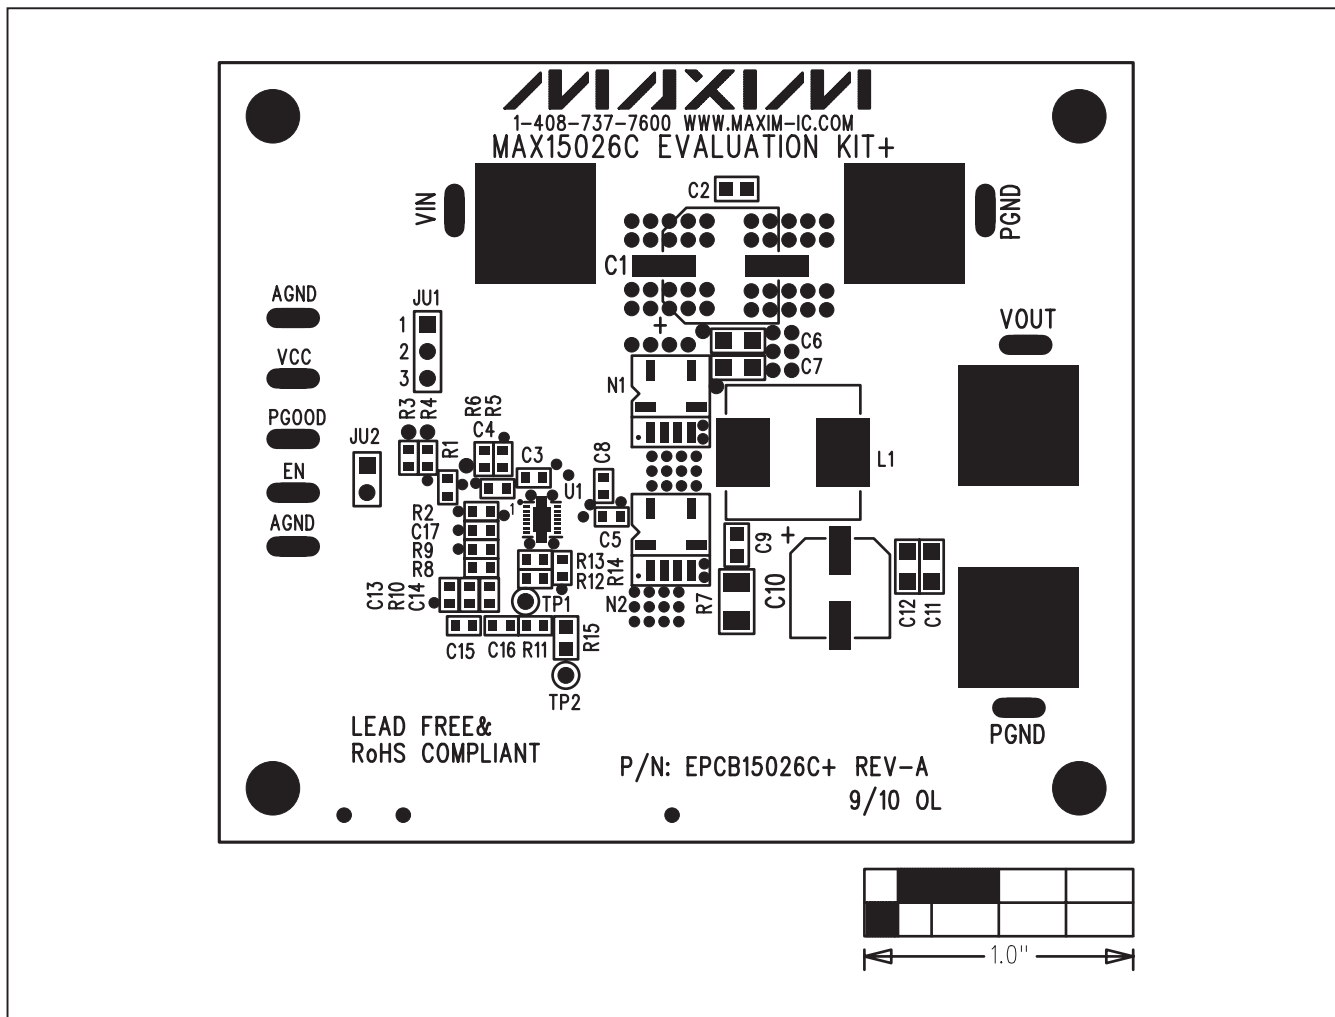 MAXIM
1-408-737-7600 WWW.MAXIM-IC.COM
MAX15026C EVALUATION KIT+
VIN
C2
PGND
C1
+
AGND
JU1
1
2
3
VCC
PGOOD
EN
AGND
JU2
R3
R4
R1
R6
R5
C4
C3
U1
1
C8
C5
N1
C6
C7
VOUT
L1
R2
C17
R9
R8
C13
R10
C14
R13
R12
R14
N2
TP1
C15
C16
R11
R15
TP2
R7
C9
+
C10
C12
C11
PGND
LEAD FREE&
RoHS COMPLIANT
P/N: EPCB15026C+ REV-A
9/10 OL
1.0"